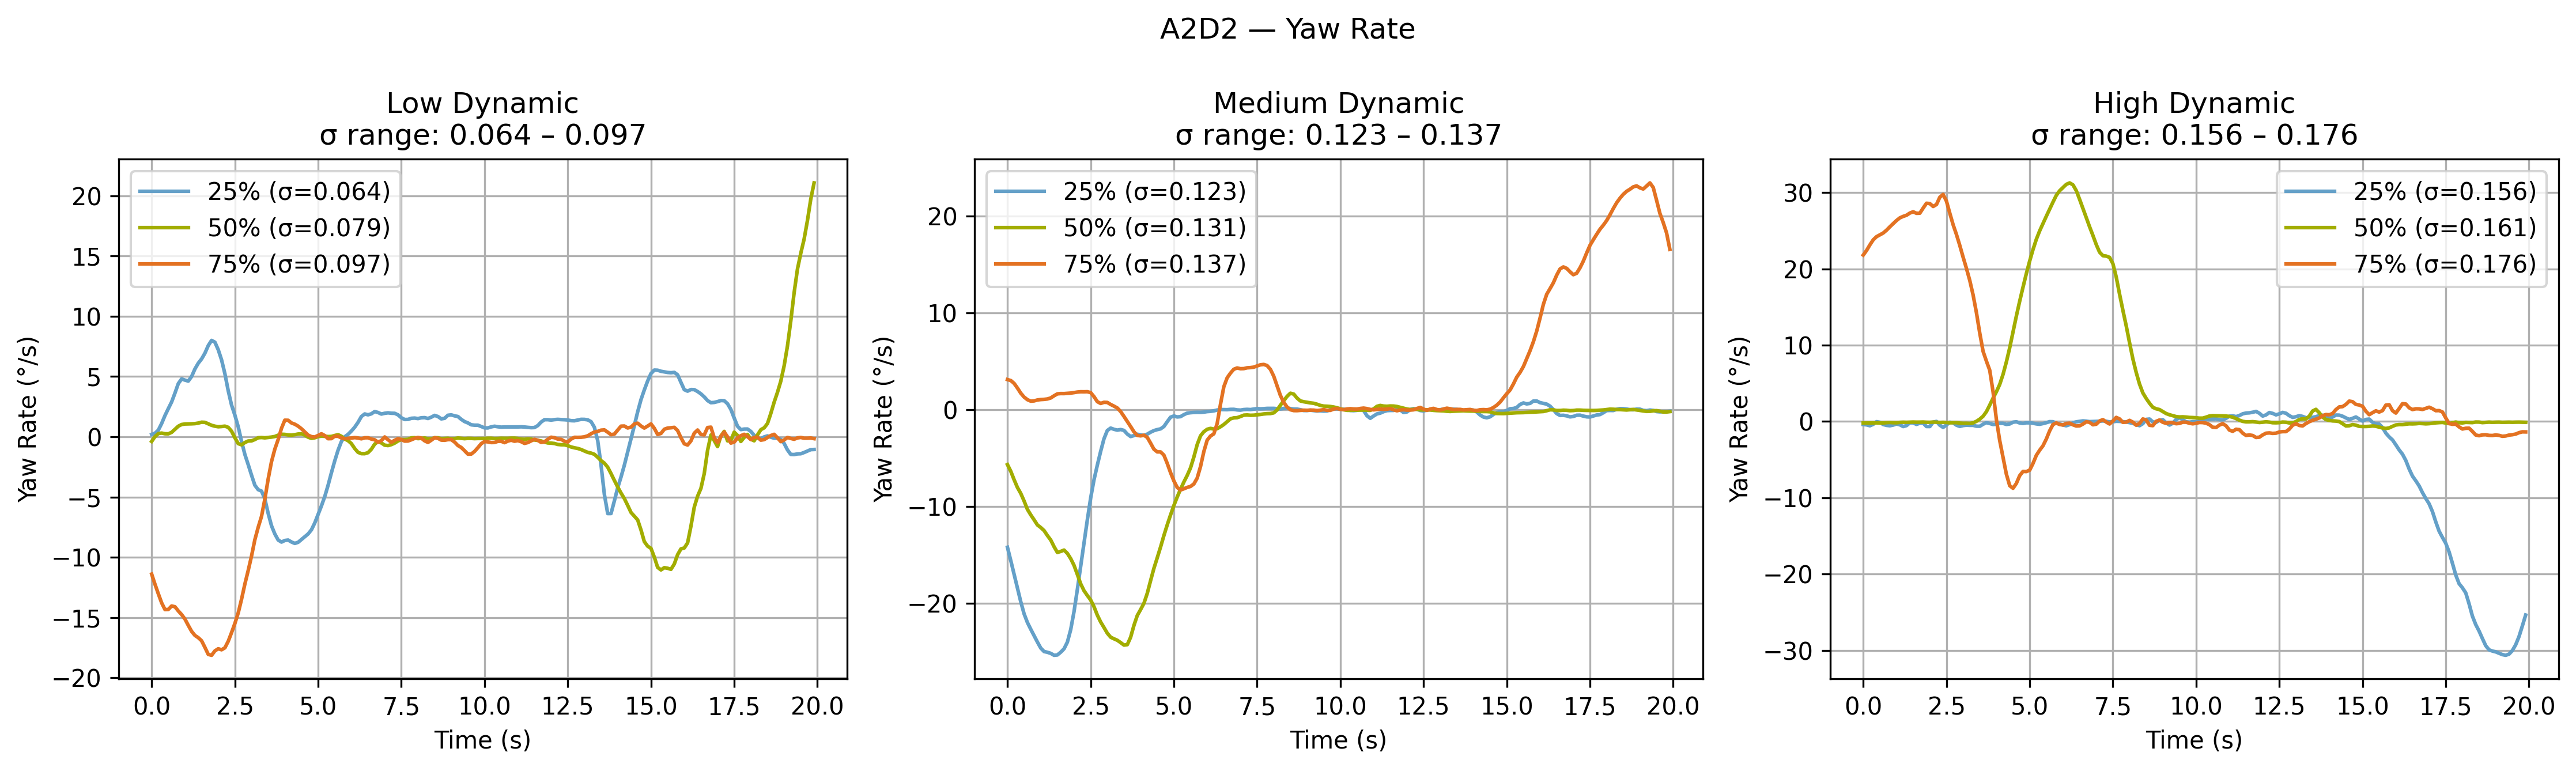 A2D2 — Yaw Rate
Low Dynamic
σ range: 0.064 – 0.097
25% (σ=0.064)
50% (σ=0.079)
75% (σ=0.097)
20
15
10
5
0
−5
−10
−15
−20
Yaw Rate (°/s)
0.0 2.5 5.0 7.5 10.0 12.5 15.0 17.5 20.0
Time (s)
Medium Dynamic
σ range: 0.123 – 0.137
25% (σ=0.123)
50% (σ=0.131)
75% (σ=0.137)
20
10
0
−10
−20
Yaw Rate (°/s)
0.0 2.5 5.0 7.5 10.0 12.5 15.0 17.5 20.0
Time (s)
High Dynamic
σ range: 0.156 – 0.176
25% (σ=0.156)
50% (σ=0.161)
75% (σ=0.176)
30
20
10
0
−10
−20
−30
Yaw Rate (°/s)
0.0 2.5 5.0 7.5 10.0 12.5 15.0 17.5 20.0
Time (s)